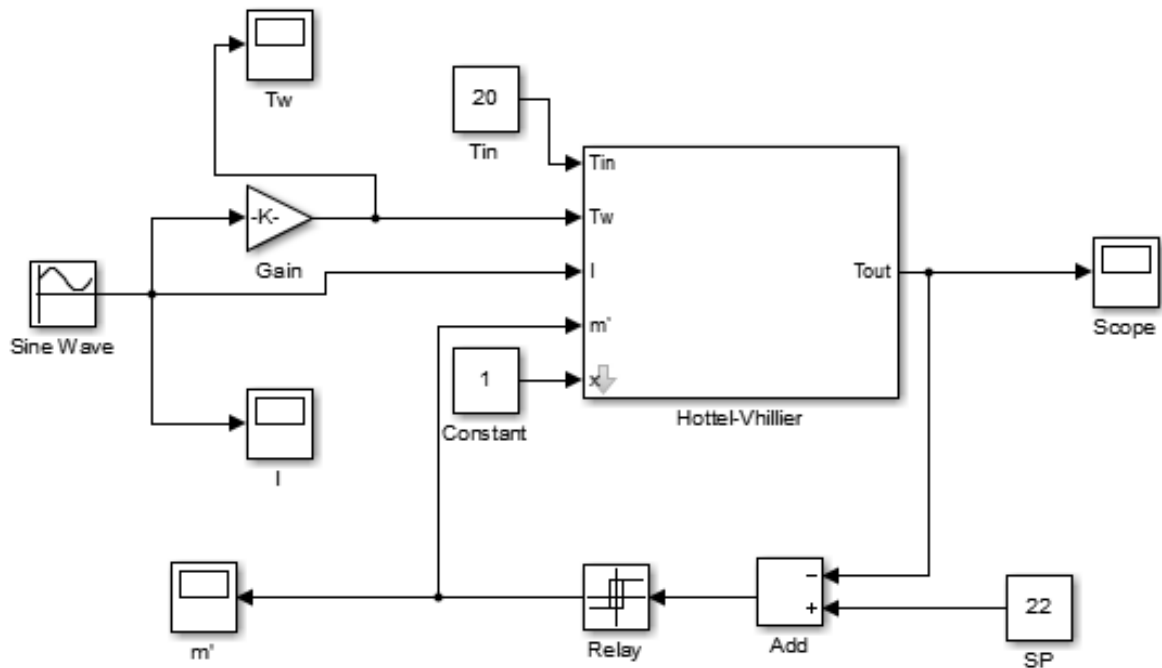 Tw
20
Tin
-K-
Gain
Sine Wave
I
Tin
Tw
I
m'
x
Tout
Hottel-Vhillier
1
Constant
Scope
m'
Relay
−
+
Add
22
SP